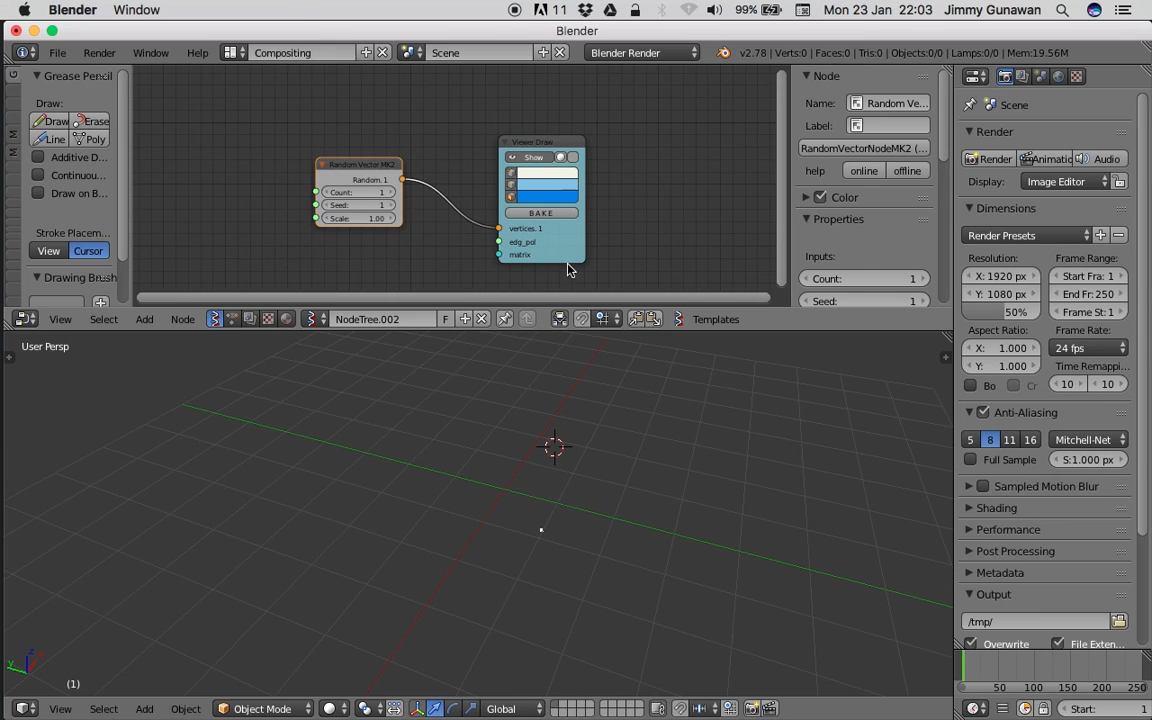 Blender Window 11 99% Mon 23 Jan 22:03 Jimmy Gunawan
Blender
File Render Window Help Compositing Scene Blender Render v2.78 | Verts:0 | Faces:0 | Tris:0 | Objects:0/0 | Lamps:0/0 | Mem:19.56M
Grease Pencil
Draw:
Draw Erase
Line Poly
Additive D...
Continuou...
Draw on B...
Stroke Placem...
View Cursor
Drawing Brush
G
M
M
Random Vector MK2
Random. 1
Count: 1
Seed: 1
Scale: 1.00
Viewer Draw
Show
BAKE
vertices. 1
edg_pol
matrix
Node
Name: Random Ve...
Label:
RandomVectorNodeMK2 (...
help online offline
Color
Properties
Inputs:
Count: 1
Seed: 1
View Select Add Node NodeTree.002 F Templates
User Persp
(1)
z
y
x
View Select Add Object Object Mode Global
Scene
Render
Render Animatic Audio
Display: Image Editor
Dimensions
Render Presets
Resolution: Frame Range:
X: 1920 px Start Fra: 1
Y: 1080 px End Fr: 250
50% Frame St: 1
Aspect Ratio: Frame Rate:
X: 1.000 24 fps
Y: 1.000 Time Remappi...
Bo Cr 10 10
Anti-Aliasing
5 8 11 16 Mitchell-Net
Full Sample S:1.000 px
Sampled Motion Blur
Shading
Performance
Post Processing
Metadata
Output
/tmp/
Overwrite File Exten...
50 100 150 200 250
Start: 1